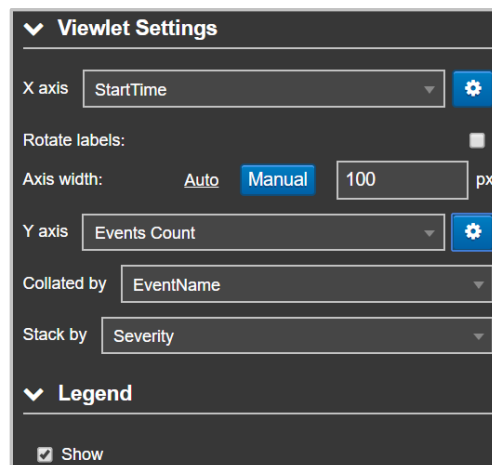 Viewlet Settings
X axis StartTime
Rotate labels:
Axis width: Auto Manual 100 px
Y axis Events Count
Collated by EventName
Stack by Severity
Legend
Show